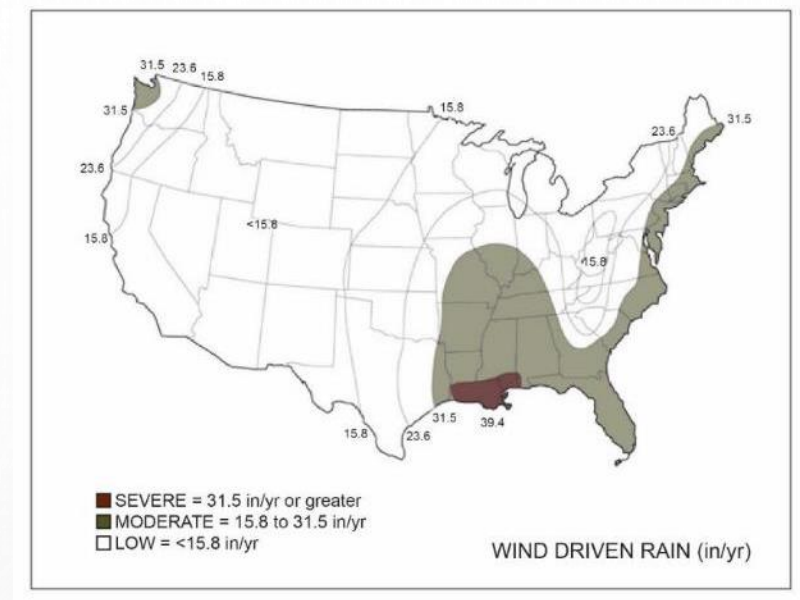 31.5 23.6 15.8
31.5
15.8
23.6
31.5
23.6
15.8
<15.8
15.8
15.8
23.6
31.5
39.4
SEVERE = 31.5 in/yr or greater
MODERATE = 15.8 to 31.5 in/yr
LOW = <15.8 in/yr
WIND DRIVEN RAIN (in/yr)